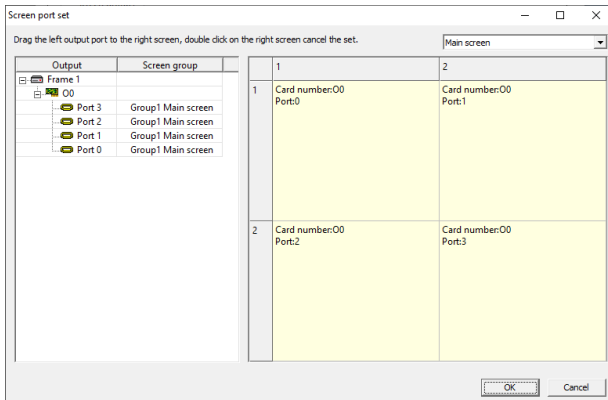 Screen port set
Drag the left output port to the right screen, double click on the right screen cancel the set.
Main screen
Output Screen group
Frame 1
O0
Port 3 Group1 Main screen
Port 2 Group1 Main screen
Port 1 Group1 Main screen
Port 0 Group1 Main screen
1 2
1 Card number:O0 Card number:O0
Port:0 Port:1
2 Card number:O0 Card number:O0
Port:2 Port:3
OK Cancel